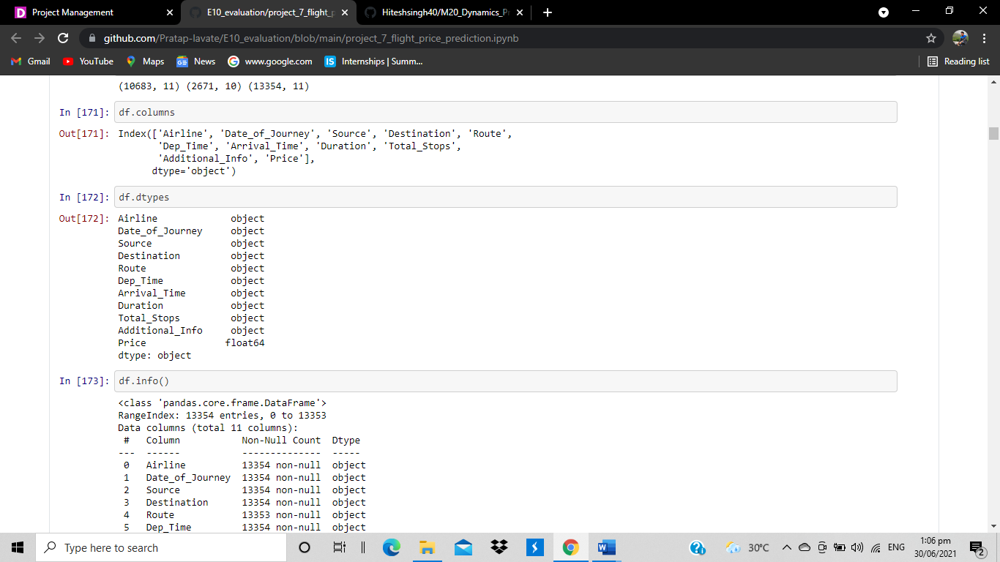 Project Management
E10_evaluation/project_7_flight_p
Hiteshsingh40/M20_Dynamics_Pr
github.com/Pratap-lavate/E10_evaluation/blob/main/project_7_flight_price_prediction.ipynb
Gmail YouTube Maps News www.google.com Internships | Summ... Reading list
(10683, 11) (2671, 10) (13354, 11)
In [171]: df.columns
Out[171]: Index(['Airline', 'Date_of_Journey', 'Source', 'Destination', 'Route',
'Dep_Time', 'Arrival_Time', 'Duration', 'Total_Stops',
'Additional_Info', 'Price'],
dtype='object')
In [172]: df.dtypes
Out[172]: Airline object
Date_of_Journey object
Source object
Destination object
Route object
Dep_Time object
Arrival_Time object
Duration object
Total_Stops object
Additional_Info object
Price float64
dtype: object
In [173]: df.info()
<class 'pandas.core.frame.DataFrame'>
RangeIndex: 13354 entries, 0 to 13353
Data columns (total 11 columns):
# Column Non-Null Count Dtype
--- ------ -------------- -----
0 Airline 13354 non-null object
1 Date_of_Journey 13354 non-null object
2 Source 13354 non-null object
3 Destination 13354 non-null object
4 Route 13353 non-null object
5 Dep_Time 13354 non-null object
Type here to search
30°C
ENG
1:06 pm
30/06/2021
2